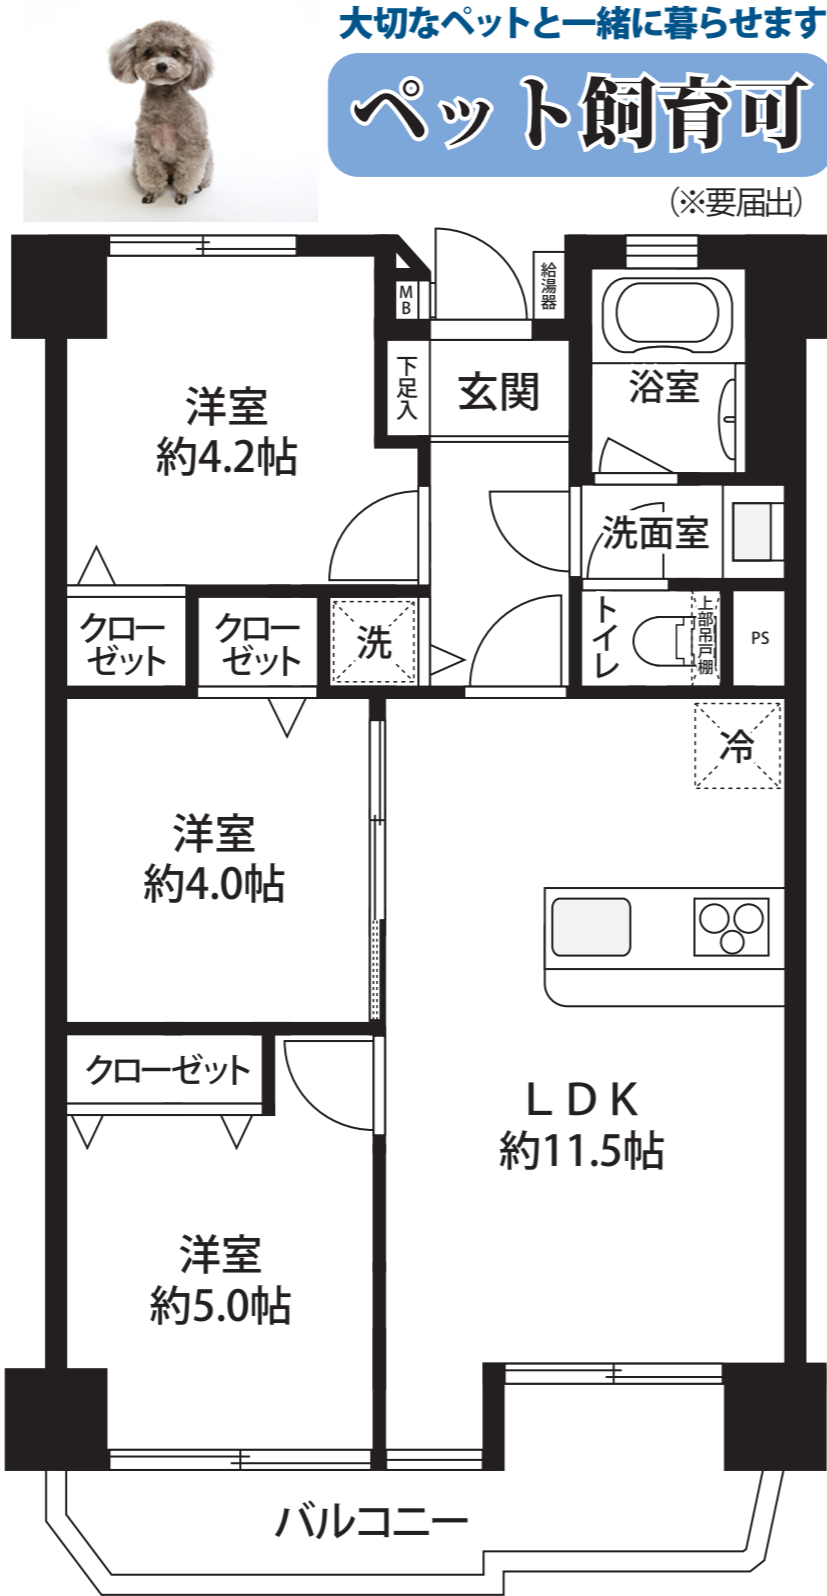 大切なペットと一緒に暮らせます
ペット飼育可
(※要届出)
MB
給湯器
下足入
玄関
浴室
洋室
約4.2帖
洗面室
クローゼット
クローゼット
洗
トイレ
上部吊戸棚
PS
冷
洋室
約4.0帖
クローゼット
LDK
約11.5帖
洋室
約5.0帖
バルコニー